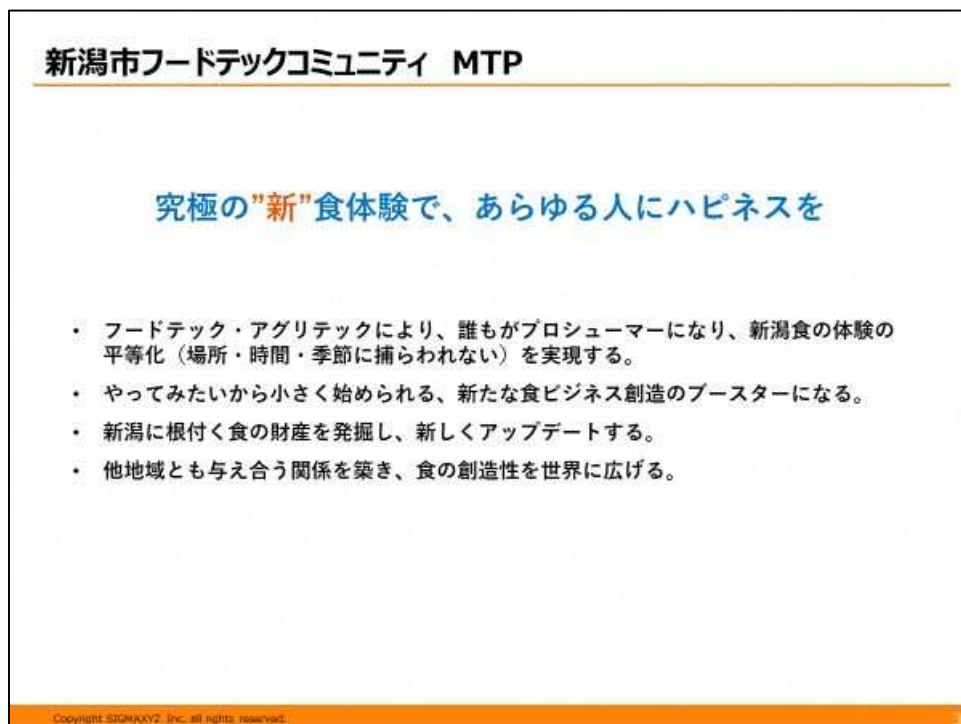 新潟市フードテックコミュニティ MTP
究極の”新”食体験で、あらゆる人にハピネスを
・ フードテック・アグリテックにより、誰もがプロシューマーになり、新潟食の体験の
平等化（場所・時間・季節に捕らわれない）を実現する。
・ やってみたいから小さく始められる、新たな食ビジネス創造のブースターになる。
・ 新潟に根付く食の財産を発掘し、新しくアップデートする。
・ 他地域とも与え合う関係を築き、食の創造性を世界に広げる。
Copyright SIGMAXYZ Inc. all rights reserved.